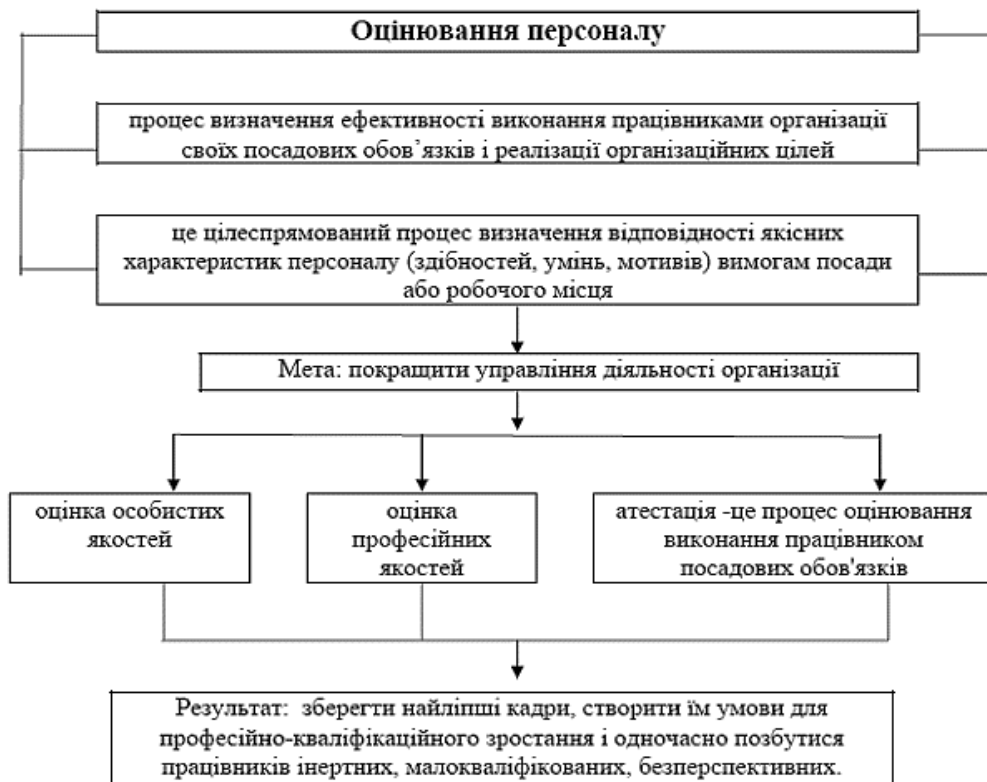 Оцінювання персоналу
процес визначення ефективності виконання працівниками організації
своїх посадових обов’язків і реалізації організаційних цілей
це цілеспрямований процес визначення відповідності якісних
характеристик персоналу (здібностей, умінь, мотивів) вимогам посади
або робочого місця
Мета: покращити управління діяльності організації
оцінка особистих
якостей
оцінка
професійних
якостей
атестація -це процес оцінювання
виконання працівником
посадових обов'язків
Результат: зберегти найліпші кадри, створити їм умови для
професійно-кваліфікаційного зростання і одночасно позбутися
працівників інертних, малокваліфікованих, безперспективних.